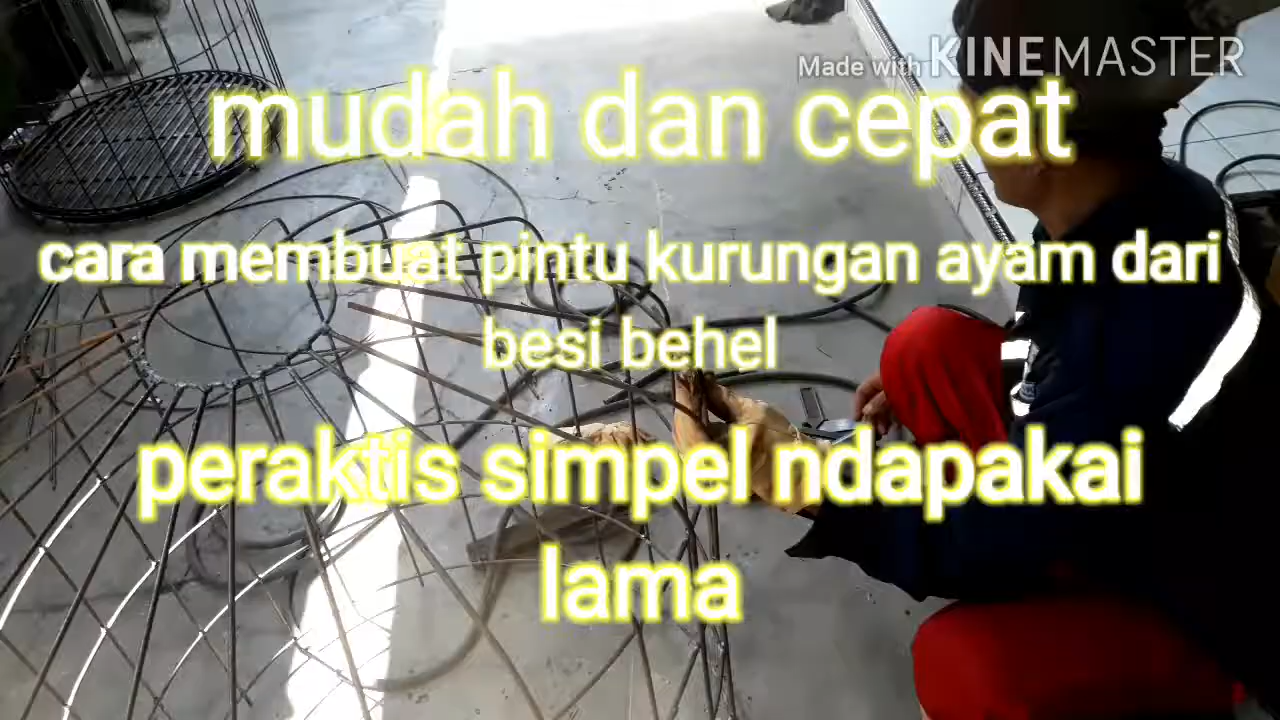 Made with KINEMASTER
mudah dan cepat
cara membuat pintu kurungan ayam dari
besi behel
peraktis simpel ndapakai
lama